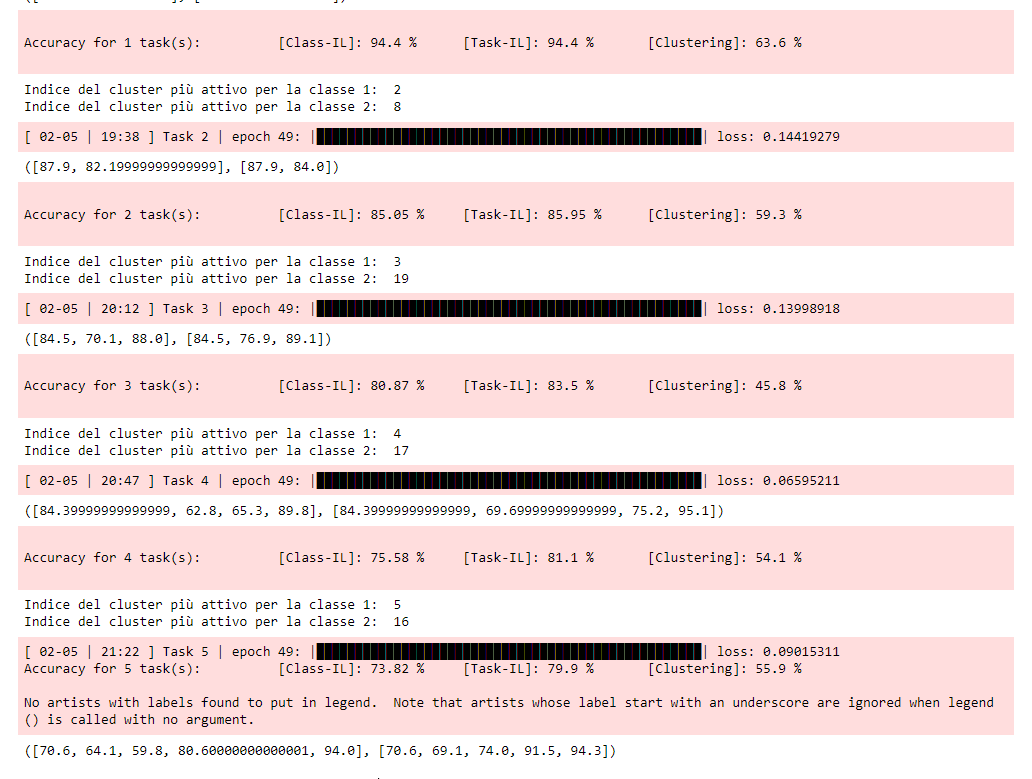 Accuracy for 1 task(s): [Class-IL]: 94.4 % [Task-IL]: 94.4 % [Clustering]: 63.6 %
Indice del cluster più attivo per la classe 1: 2
Indice del cluster più attivo per la classe 2: 8
[ 02-05 | 19:38 ] Task 2 | epoch 49: || loss: 0.14419279
([87.9, 82.19999999999999], [87.9, 84.0])
Accuracy for 2 task(s): [Class-IL]: 85.05 % [Task-IL]: 85.95 % [Clustering]: 59.3 %
Indice del cluster più attivo per la classe 1: 3
Indice del cluster più attivo per la classe 2: 19
[ 02-05 | 20:12 ] Task 3 | epoch 49: || loss: 0.13998918
([84.5, 70.1, 88.0], [84.5, 76.9, 89.1])
Accuracy for 3 task(s): [Class-IL]: 80.87 % [Task-IL]: 83.5 % [Clustering]: 45.8 %
Indice del cluster più attivo per la classe 1: 4
Indice del cluster più attivo per la classe 2: 17
[ 02-05 | 20:47 ] Task 4 | epoch 49: || loss: 0.06595211
([84.39999999999999, 62.8, 65.3, 89.8], [84.39999999999999, 69.69999999999999, 75.2, 95.1])
Accuracy for 4 task(s): [Class-IL]: 75.58 % [Task-IL]: 81.1 % [Clustering]: 54.1 %
Indice del cluster più attivo per la classe 1: 5
Indice del cluster più attivo per la classe 2: 16
[ 02-05 | 21:22 ] Task 5 | epoch 49: || loss: 0.09015311
Accuracy for 5 task(s): [Class-IL]: 73.82 % [Task-IL]: 79.9 % [Clustering]: 55.9 %
No artists with labels found to put in legend.  Note that artists whose label start with an underscore are ignored when legend
() is called with no argument.
([70.6, 64.1, 59.8, 80.60000000000001, 94.0], [70.6, 69.1, 74.0, 91.5, 94.3])